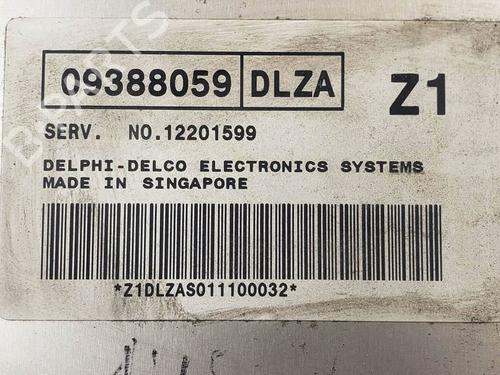 09388059 DLZA Z1
SERV. NO.12201599
DELPHI-DELCO ELECTRONICS SYSTEMS
MADE IN SINGAPORE
*Z1DLZAS011100032*